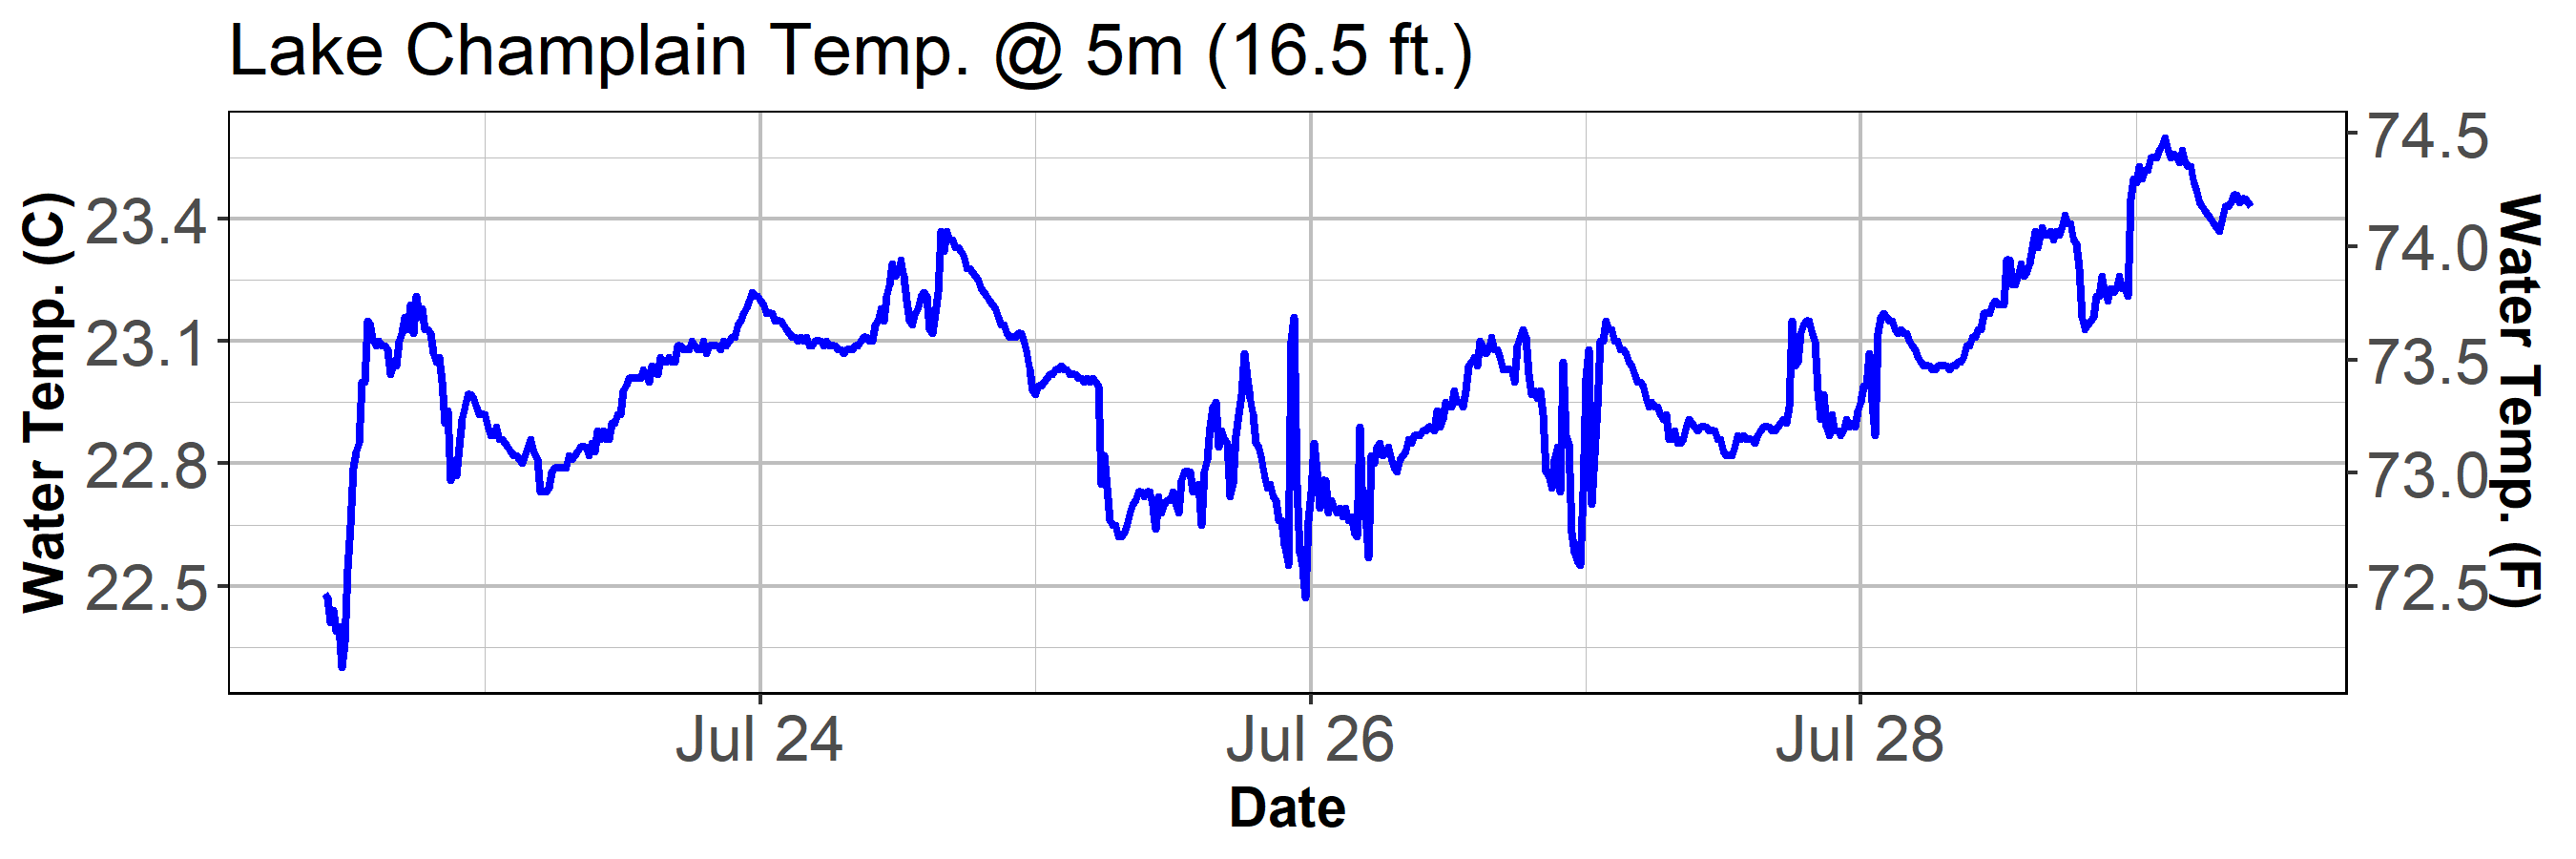 Lake Champlain Temp. @ 5m (16.5 ft.)
Water Temp. (C)
23.4
23.1
22.8
22.5
74.5
74.0
73.5
73.0
72.5
Water Temp. (F)
Jul 24 Jul 26 Jul 28
Date